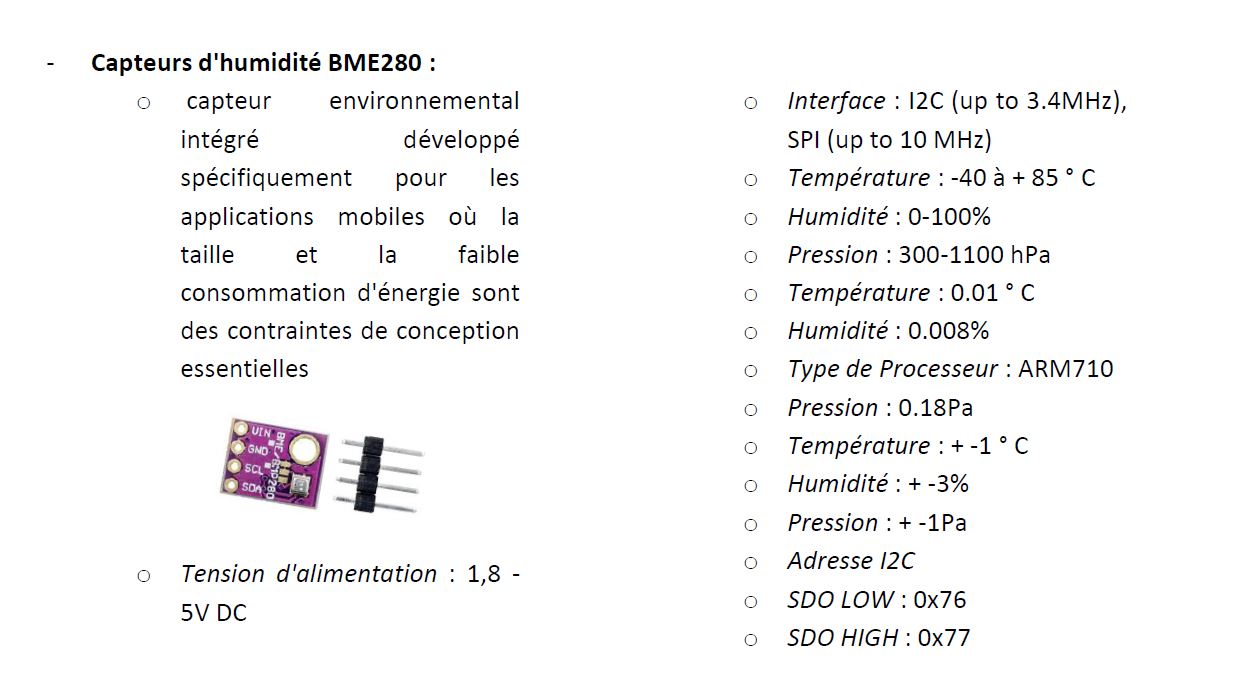 - Capteurs d'humidité BME280 :
o capteur environnemental
intégré développé
spécifiquement pour les
applications mobiles où la
taille et la faible
consommation d'énergie sont
des contraintes de conception
essentielles
VIN
GND
SCL
SDA
BME/BMP280
o Tension d'alimentation : 1,8 -
5V DC
o Interface : I2C (up to 3.4MHz),
SPI (up to 10 MHz)
o Température : -40 à + 85 ° C
o Humidité : 0-100%
o Pression : 300-1100 hPa
o Température : 0.01 ° C
o Humidité : 0.008%
o Type de Processeur : ARM710
o Pression : 0.18Pa
o Température : + -1 ° C
o Humidité : + -3%
o Pression : + -1Pa
o Adresse I2C
o SDO LOW : 0x76
o SDO HIGH : 0x77